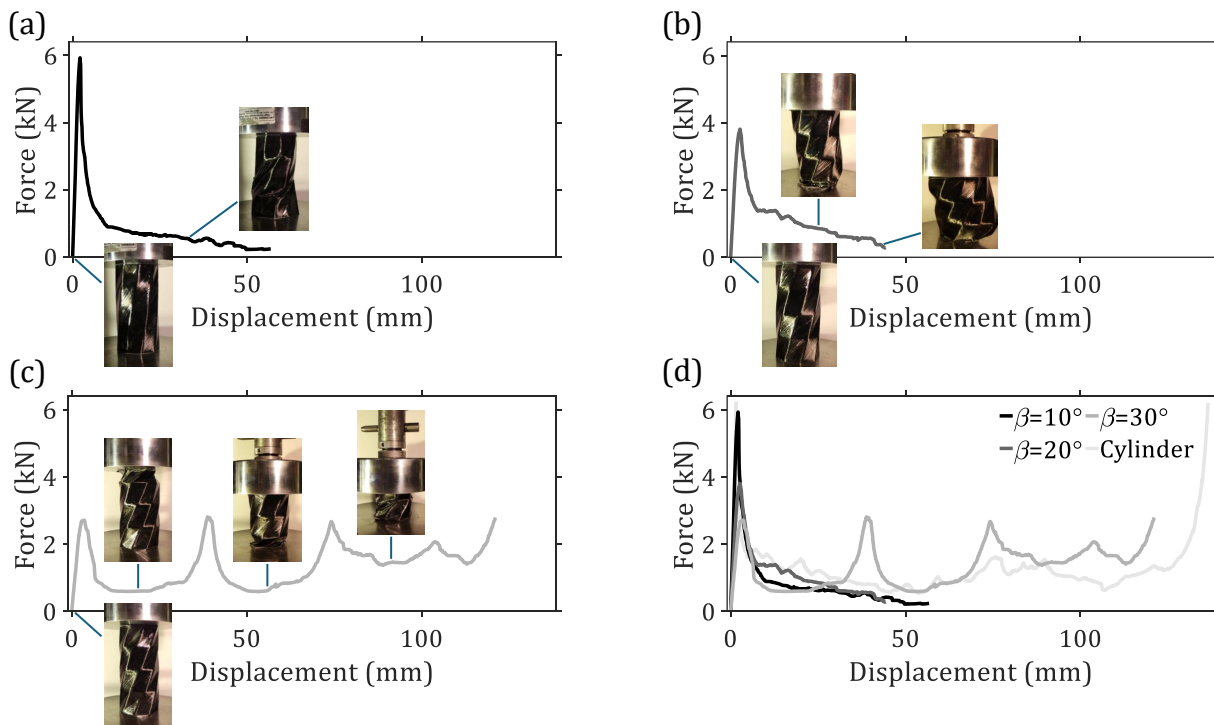 (a)
6
4
2
0
Force (kN)
0
50
100
Displacement (mm)
(b)
6
4
2
0
Force (kN)
0
50
100
Displacement (mm)
(c)
6
4
2
0
Force (kN)
0
50
100
Displacement (mm)
(d)
6
4
2
0
Force (kN)
β=10° β=30°
β=20° Cylinder
0
50
100
Displacement (mm)